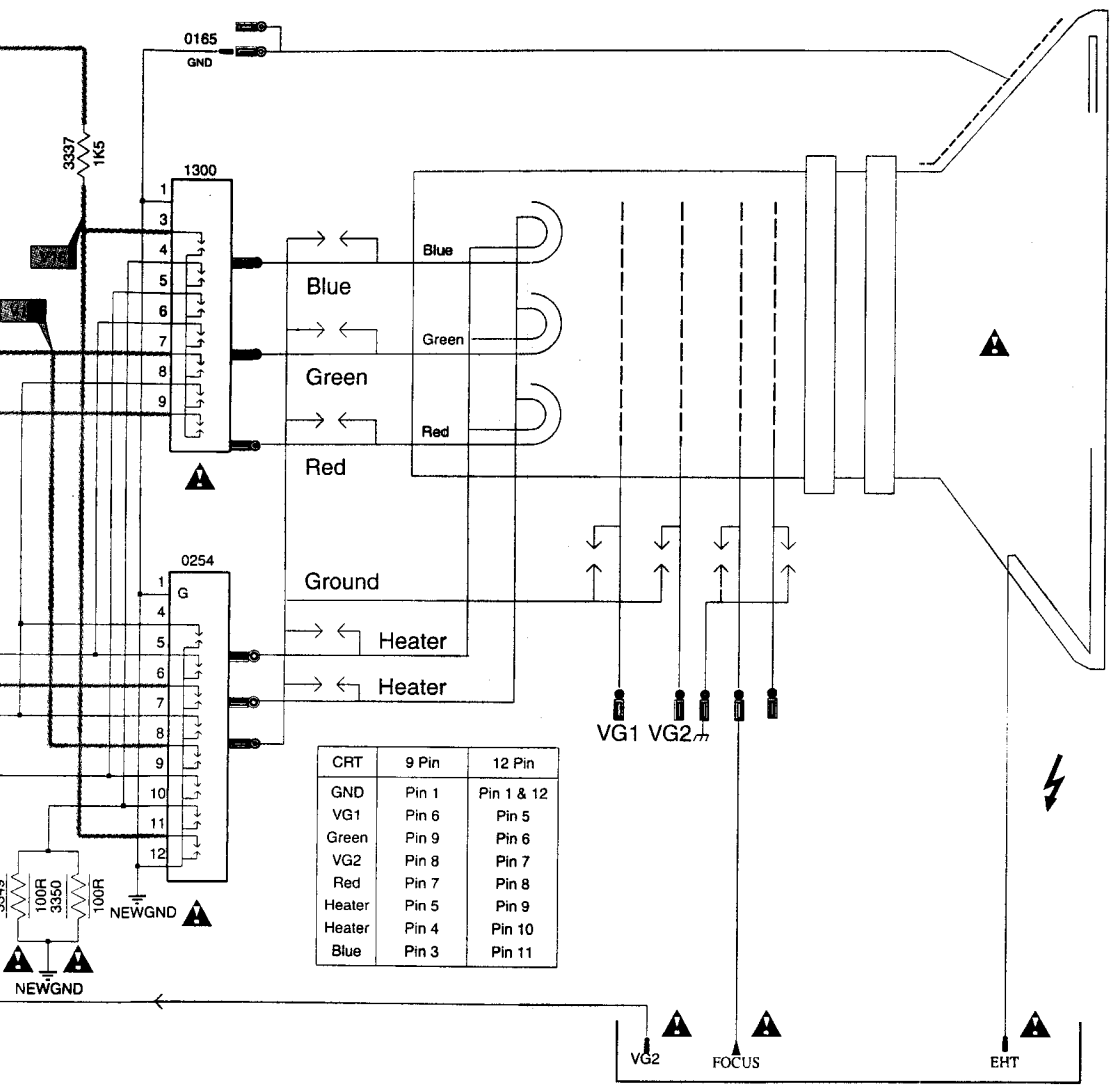 0165
GND
3337
1K5
1300
1
3
4
5
6
7
8
9
Blue
Blue
Green
Green
Red
Red
0254
1
G
4
5
6
7
8
9
10
11
12
Ground
Heater
Heater
VG1 VG2
CRT 9 Pin 12 Pin
GND Pin 1 Pin 1 & 12
VG1 Pin 6 Pin 5
Green Pin 9 Pin 6
VG2 Pin 8 Pin 7
Red Pin 7 Pin 8
Heater Pin 5 Pin 9
Heater Pin 4 Pin 10
Blue Pin 3 Pin 11
100R
3350
100R
NEWGND
NEWGND
VG2
FOCUS
EHT